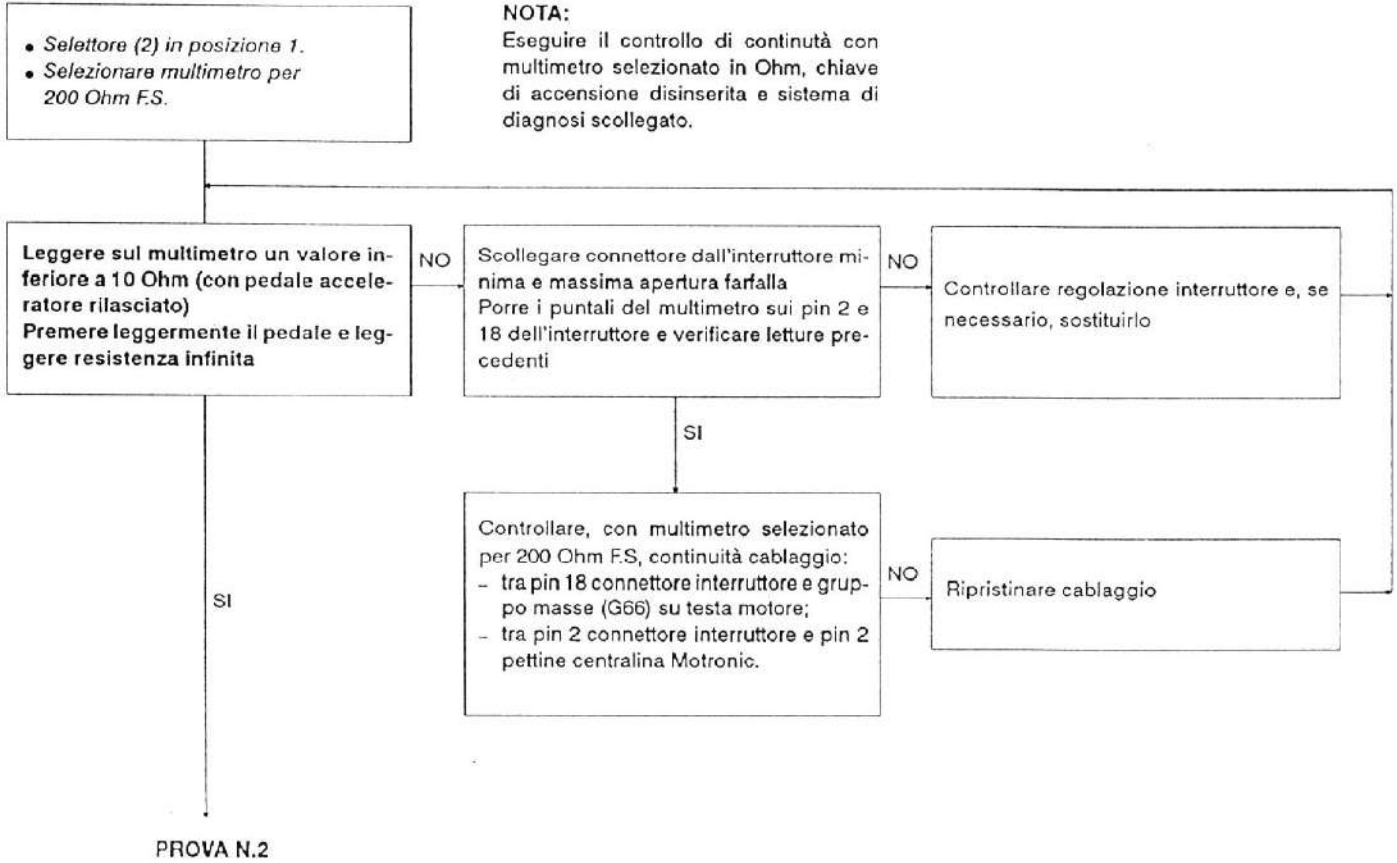 • Selettore (2) in posizione 1.
• Selezionare multimetro per
200 Ohm F.S.
NOTA:
Eseguire il controllo di continutà con
multimetro selezionato in Ohm, chiave
di accensione disinserita e sistema di
diagnosi scollegato.
Leggere sul multimetro un valore in-
feriore a 10 Ohm (con pedale accele-
ratore rilasciato)
Premere leggermente il pedale e leg-
gere resistenza infinita
NO
Scollegare connettore dall'interruttore mi-
nima e massima apertura farfalla
Porre i puntali del multimetro sui pin 2 e
18 dell'interruttore e verificare letture pre-
cedenti
NO
Controllare regolazione interruttore e, se
necessario, sostituirlo
SI
Controllare, con multimetro selezionato
per 200 Ohm F.S, continuità cablaggio:
- tra pin 18 connettore interruttore e grup-
po masse (G66) su testa motore;
- tra pin 2 connettore interruttore e pin 2
pettine centralina Motronic.
NO
Ripristinare cablaggio
SI
PROVA N.2